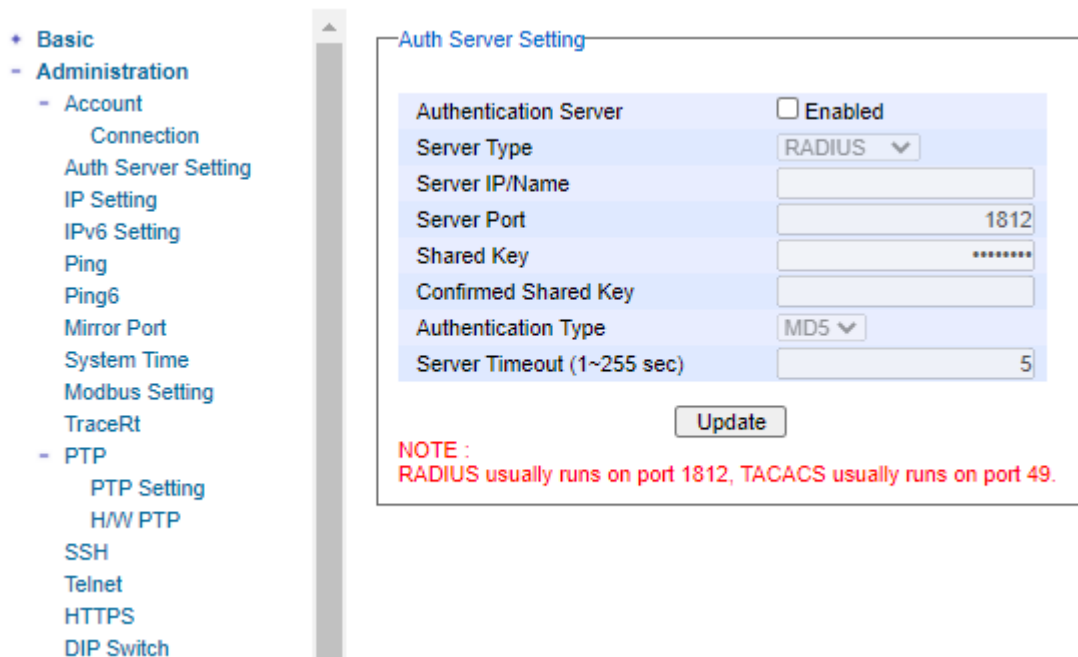 Basic
Administration
Account
Connection
Auth Server Setting
IP Setting
IPv6 Setting
Ping
Ping6
Mirror Port
System Time
Modbus Setting
TraceRt
PTP
PTP Setting
H/W PTP
SSH
Telnet
HTTPS
DIP Switch
Auth Server Setting
Authentication Server Enabled
Server Type RADIUS
Server IP/Name
Server Port 1812
Shared Key ••••••••
Confirmed Shared Key
Authentication Type MD5
Server Timeout (1~255 sec) 5
Update
NOTE :
RADIUS usually runs on port 1812, TACACS usually runs on port 49.